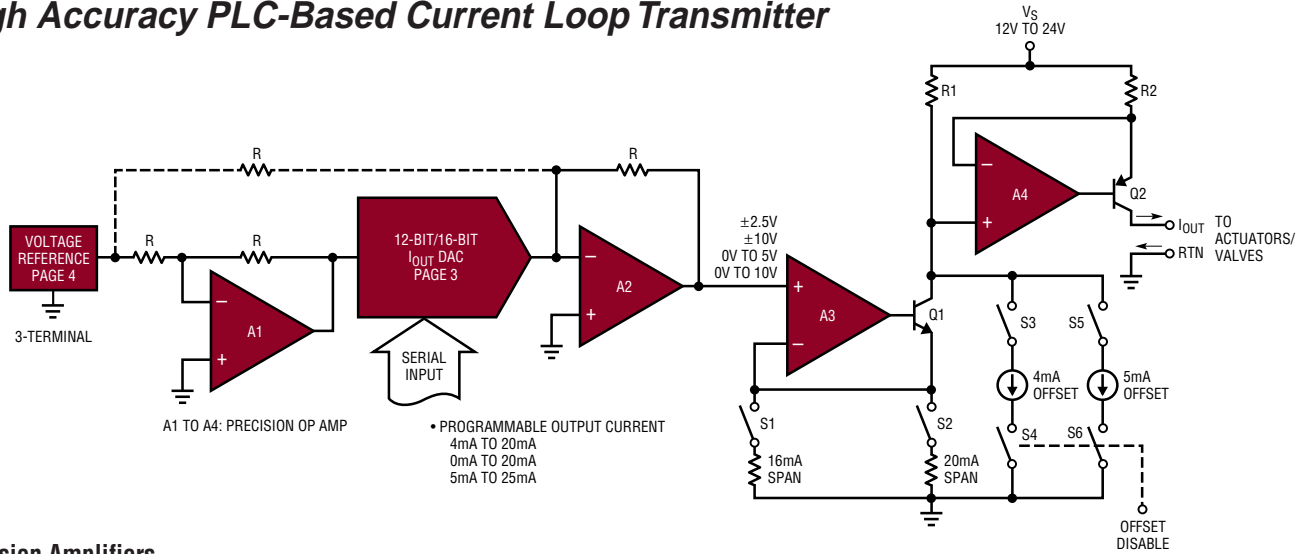 gh Accuracy PLC-Based Current Loop Transmitter
VS
12V TO 24V
R1
R2
R
R
A4
–
+
Q2
IOUT
TO
ACTUATORS/
VALVES
RTN
VOLTAGE
REFERENCE
PAGE 4
3-TERMINAL
R
R
–
+
A1
12-BIT/16-BIT
IOUT DAC
PAGE 3
SERIAL
INPUT
–
+
A2
±2.5V
±10V
0V TO 5V
0V TO 10V
+
–
A3
Q1
S3
S5
4mA
OFFSET
5mA
OFFSET
S1
S2
S4
S6
16mA
SPAN
20mA
SPAN
OFFSET
DISABLE
A1 TO A4: PRECISION OP AMP
• PROGRAMMABLE OUTPUT CURRENT
4mA TO 20mA
0mA TO 20mA
5mA TO 25mA
sion Amplifiers